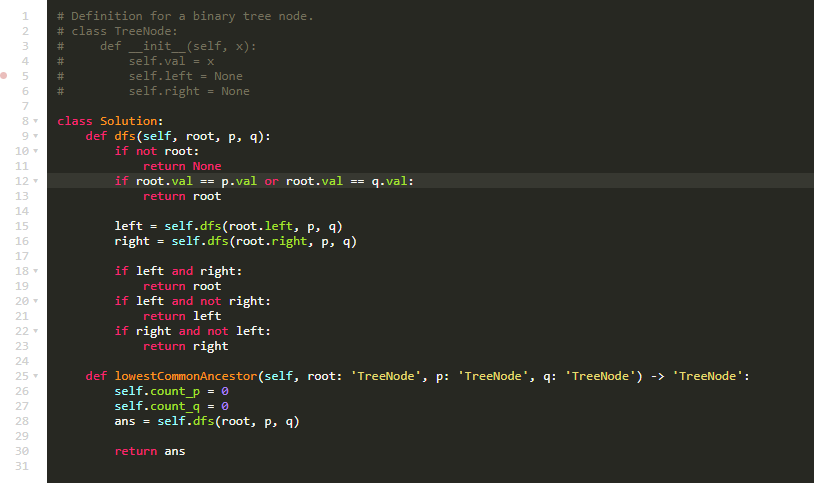 1 # Definition for a binary tree node.
2 # class TreeNode:
3 #     def __init__(self, x):
4 #         self.val = x
5 #         self.left = None
6 #         self.right = None
7
8 class Solution:
9     def dfs(self, root, p, q):
10         if not root:
11             return None
12         if root.val == p.val or root.val == q.val:
13             return root
14
15         left = self.dfs(root.left, p, q)
16         right = self.dfs(root.right, p, q)
17
18         if left and right:
19             return root
20         if left and not right:
21             return left
22         if right and not left:
23             return right
24
25     def lowestCommonAncestor(self, root: 'TreeNode', p: 'TreeNode', q: 'TreeNode') -> 'TreeNode':
26         self.count_p = 0
27         self.count_q = 0
28         ans = self.dfs(root, p, q)
29
30         return ans
31